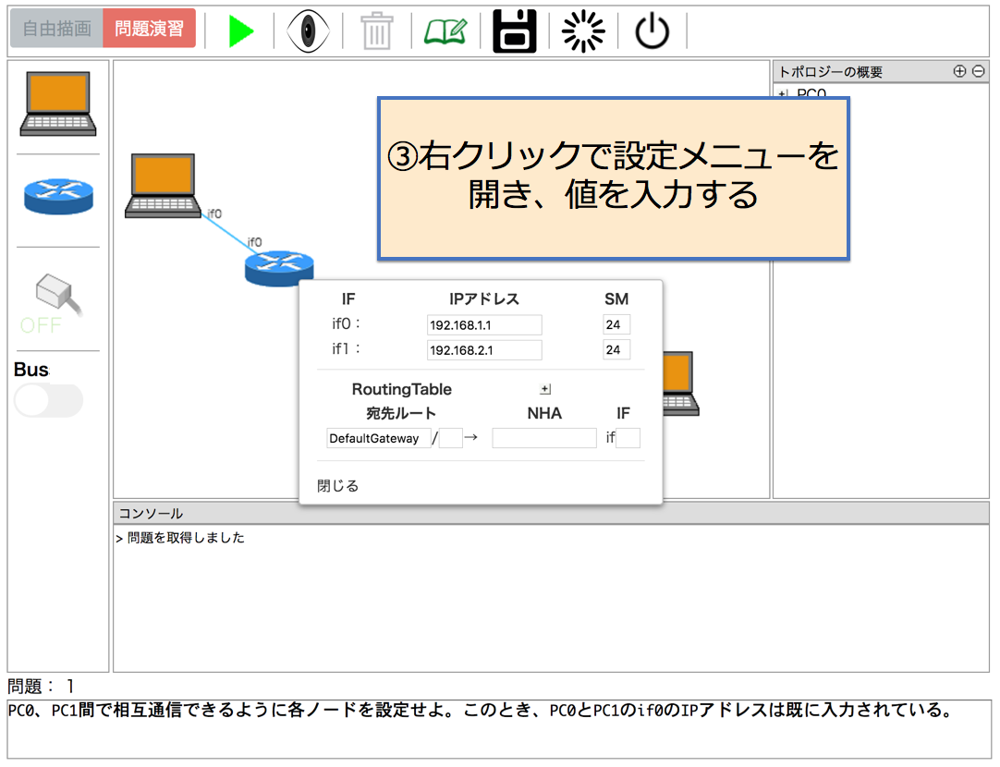 自由描画 問題演習
トポロジーの概要
PC0
③右クリックで設定メニューを
開き、値を入力する
if0
if0
OFF
Bus
IF IPアドレス SM
if0： 192.168.1.1 24
if1： 192.168.2.1 24
RoutingTable +
宛先ルート NHA IF
DefaultGateway / → if
閉じる
コンソール
> 問題を取得しました
問題： 1
PC0、PC1間で相互通信できるように各ノードを設定せよ。このとき、PC0とPC1のif0のIPアドレスは既に入力されている。